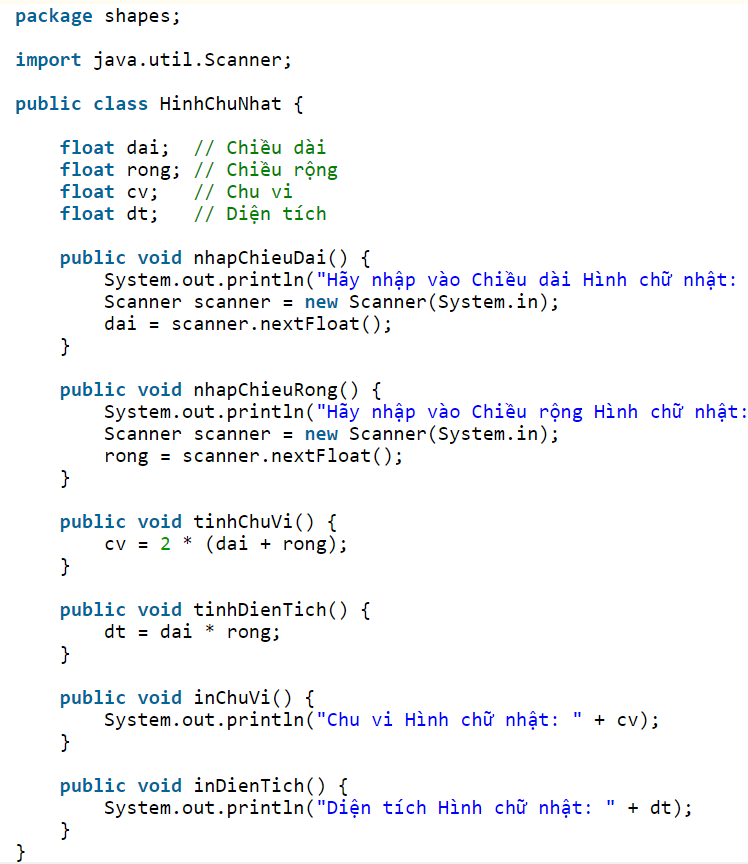 package shapes;
import java.util.Scanner;
public class HinhChuNhat {
float dai;  // Chiều dài
float rong; // Chiều rộng
float cv;   // Chu vi
float dt;   // Diện tích
public void nhapChieuDai() {
System.out.println("Hãy nhập vào Chiều dài Hình chữ nhật:
Scanner scanner = new Scanner(System.in);
dai = scanner.nextFloat();
}
public void nhapChieuRong() {
System.out.println("Hãy nhập vào Chiều rộng Hình chữ nhật:
Scanner scanner = new Scanner(System.in);
rong = scanner.nextFloat();
}
public void tinhChuVi() {
cv = 2 * (dai + rong);
}
public void tinhDienTich() {
dt = dai * rong;
}
public void inChuVi() {
System.out.println("Chu vi Hình chữ nhật: " + cv);
}
public void inDienTich() {
System.out.println("Diện tích Hình chữ nhật: " + dt);
}
}